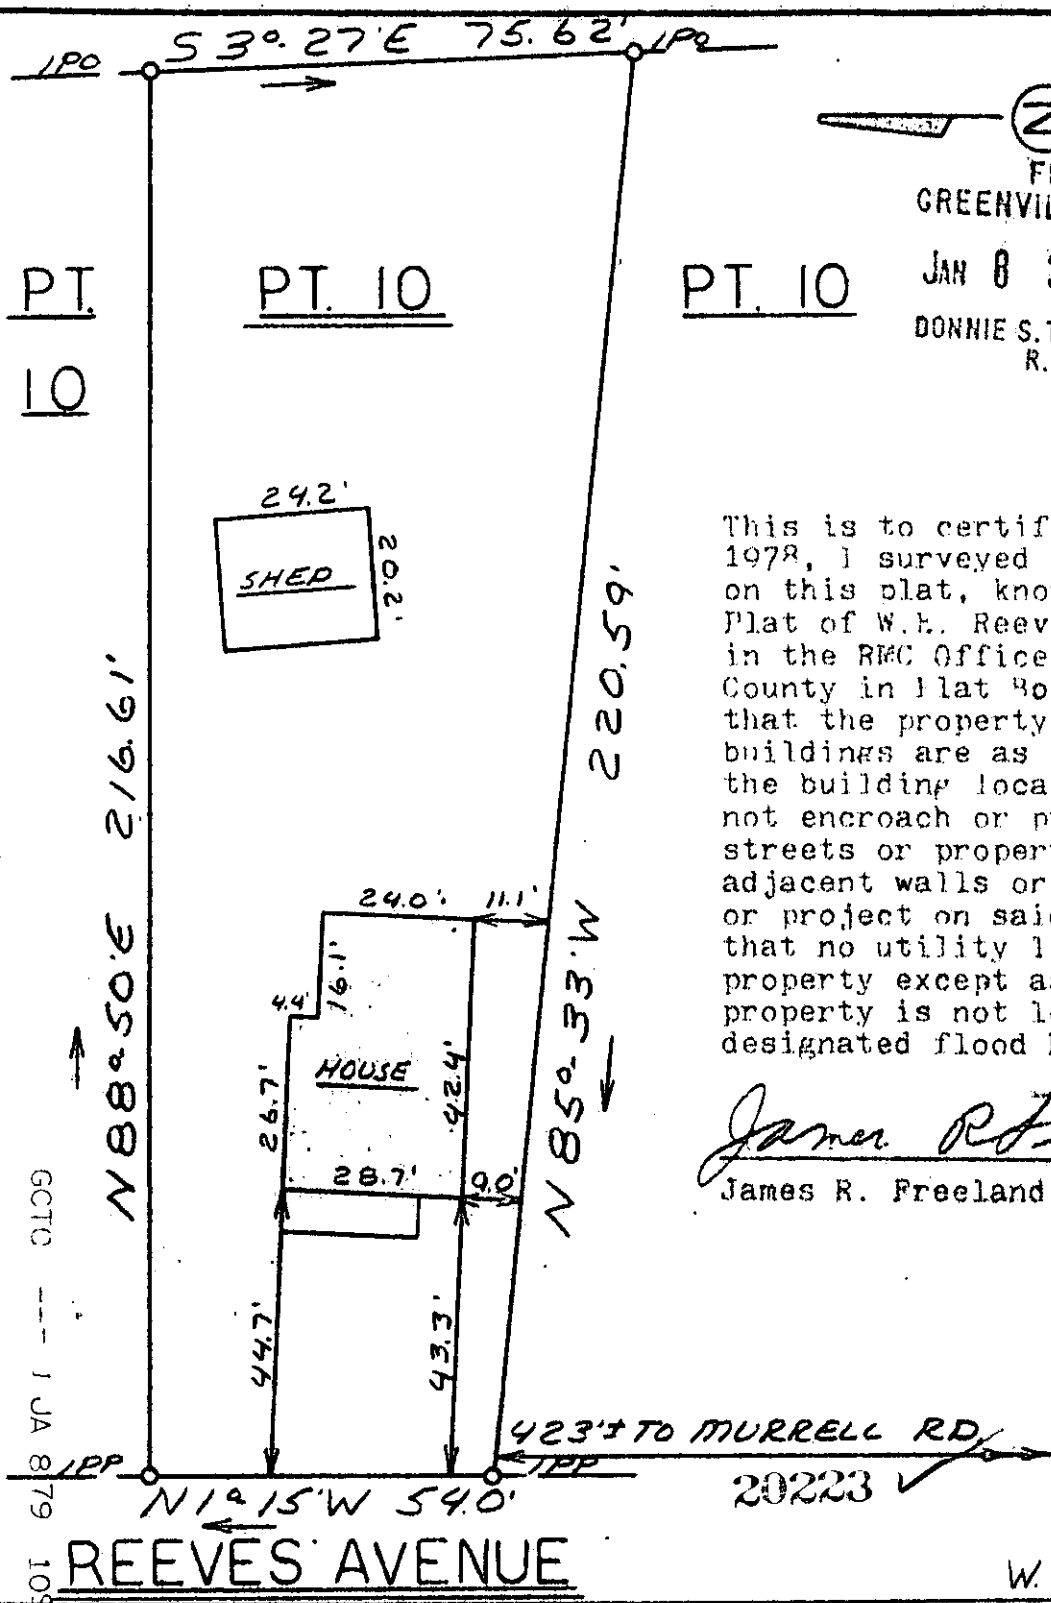 IPO S 3°-27'E 75.62' IPO
N
GREENVIL
JAN 8
DONNIE S. T
R.
PT. 10
PT. 10
PT. 10
24.2'
SHED
20.2'
This is to certif
1978, I surveyed
on this plat, kno
Plat of W.H. Reev
in the RMC Office
County in Plat Bo
that the property
buildings are as
the building loca
not encroach or p
streets or propert
adjacent walls or
or project on said
that no utility l
property except as
property is not l
designated flood
N 88°-50'E 216.61'
220.59'
N 85°-33'W
24.0' 11.1'
16.1'
4.4'
HOUSE
26.7'
42.4'
28.7' 9.0'
44.7'
43.3'
James R. Freeland
423'± TO MURRELL RD.
20223
IPP IPP
N 1°-15'W 54.0'
REEVES AVENUE
W.
GCTO --- 1 JA 8 79 109